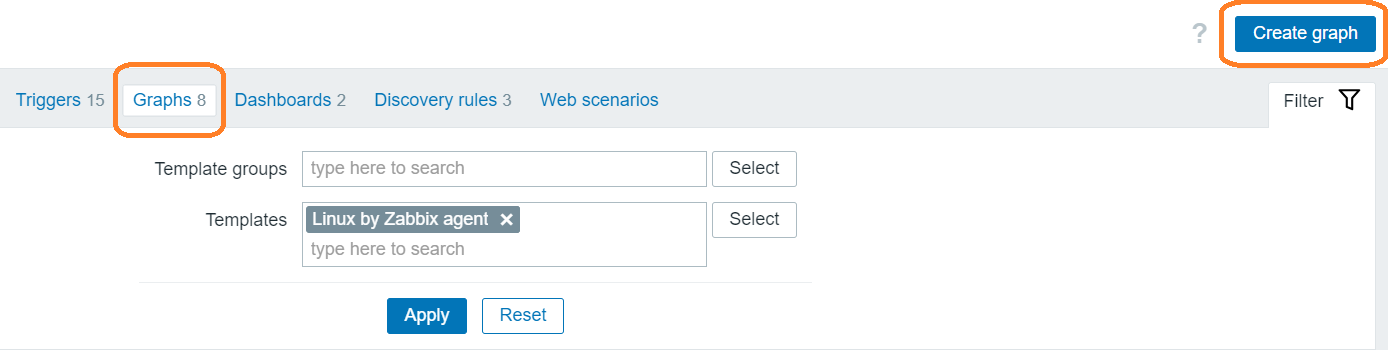 ? Create graph
Triggers 15 Graphs 8 Dashboards 2 Discovery rules 3 Web scenarios Filter
Template groups type here to search Select
Templates Linux by Zabbix agent × Select
type here to search
Apply Reset